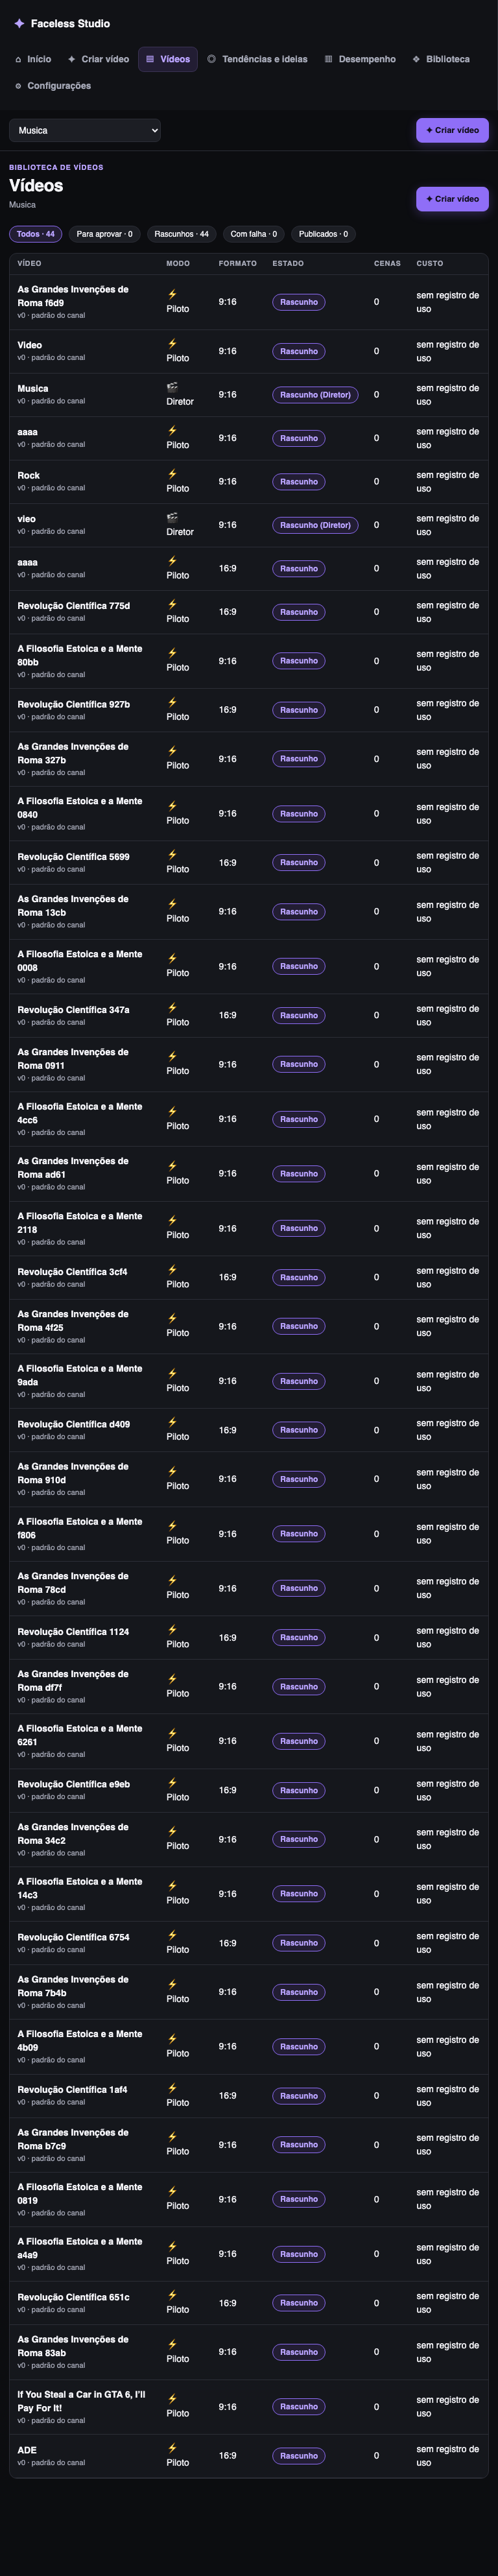 Faceless Studio
Início Criar vídeo Vídeos Tendências e ideias Desempenho Biblioteca
Configurações
Musica
Criar vídeo
BIBLIOTECA DE VÍDEOS
Vídeos
Musica
Criar vídeo
Todos · 44 Para aprovar · 0 Rascunhos · 44 Com falha · 0 Publicados · 0
VÍDEO MODO FORMATO ESTADO CENAS CUSTO
As Grandes Invenções de Roma f6d9
v0 · padrão do canal
Piloto 9:16 Rascunho 0 sem registro de uso
Video
v0 · padrão do canal
Piloto 9:16 Rascunho 0 sem registro de uso
Musica
v0 · padrão do canal
Diretor 9:16 Rascunho (Diretor) 0 sem registro de uso
aaaa
v0 · padrão do canal
Piloto 9:16 Rascunho 0 sem registro de uso
Rock
v0 · padrão do canal
Piloto 9:16 Rascunho 0 sem registro de uso
vieo
v0 · padrão do canal
Diretor 9:16 Rascunho (Diretor) 0 sem registro de uso
aaaa
v0 · padrão do canal
Piloto 16:9 Rascunho 0 sem registro de uso
Revolução Científica 775d
v0 · padrão do canal
Piloto 16:9 Rascunho 0 sem registro de uso
A Filosofia Estoica e a Mente 80bb
v0 · padrão do canal
Piloto 9:16 Rascunho 0 sem registro de uso
Revolução Científica 927b
v0 · padrão do canal
Piloto 16:9 Rascunho 0 sem registro de uso
As Grandes Invenções de Roma 327b
v0 · padrão do canal
Piloto 9:16 Rascunho 0 sem registro de uso
A Filosofia Estoica e a Mente 0840
v0 · padrão do canal
Piloto 9:16 Rascunho 0 sem registro de uso
Revolução Científica 5699
v0 · padrão do canal
Piloto 16:9 Rascunho 0 sem registro de uso
As Grandes Invenções de Roma 13cb
v0 · padrão do canal
Piloto 9:16 Rascunho 0 sem registro de uso
A Filosofia Estoica e a Mente 0008
v0 · padrão do canal
Piloto 9:16 Rascunho 0 sem registro de uso
Revolução Científica 347a
v0 · padrão do canal
Piloto 16:9 Rascunho 0 sem registro de uso
As Grandes Invenções de Roma 0911
v0 · padrão do canal
Piloto 9:16 Rascunho 0 sem registro de uso
A Filosofia Estoica e a Mente 4cc6
v0 · padrão do canal
Piloto 9:16 Rascunho 0 sem registro de uso
As Grandes Invenções de Roma ad61
v0 · padrão do canal
Piloto 9:16 Rascunho 0 sem registro de uso
A Filosofia Estoica e a Mente 2118
v0 · padrão do canal
Piloto 9:16 Rascunho 0 sem registro de uso
Revolução Científica 3cf4
v0 · padrão do canal
Piloto 16:9 Rascunho 0 sem registro de uso
As Grandes Invenções de Roma 4f25
v0 · padrão do canal
Piloto 9:16 Rascunho 0 sem registro de uso
A Filosofia Estoica e a Mente 9ada
v0 · padrão do canal
Piloto 9:16 Rascunho 0 sem registro de uso
Revolução Científica d409
v0 · padrão do canal
Piloto 16:9 Rascunho 0 sem registro de uso
As Grandes Invenções de Roma 910d
v0 · padrão do canal
Piloto 9:16 Rascunho 0 sem registro de uso
A Filosofia Estoica e a Mente f806
v0 · padrão do canal
Piloto 9:16 Rascunho 0 sem registro de uso
As Grandes Invenções de Roma 78cd
v0 · padrão do canal
Piloto 9:16 Rascunho 0 sem registro de uso
Revolução Científica 1124
v0 · padrão do canal
Piloto 16:9 Rascunho 0 sem registro de uso
As Grandes Invenções de Roma df7f
v0 · padrão do canal
Piloto 9:16 Rascunho 0 sem registro de uso
A Filosofia Estoica e a Mente 6261
v0 · padrão do canal
Piloto 9:16 Rascunho 0 sem registro de uso
Revolução Científica e9eb
v0 · padrão do canal
Piloto 16:9 Rascunho 0 sem registro de uso
As Grandes Invenções de Roma 34c2
v0 · padrão do canal
Piloto 9:16 Rascunho 0 sem registro de uso
A Filosofia Estoica e a Mente 14c3
v0 · padrão do canal
Piloto 9:16 Rascunho 0 sem registro de uso
Revolução Científica 6754
v0 · padrão do canal
Piloto 16:9 Rascunho 0 sem registro de uso
As Grandes Invenções de Roma 7b4b
v0 · padrão do canal
Piloto 9:16 Rascunho 0 sem registro de uso
A Filosofia Estoica e a Mente 4b09
v0 · padrão do canal
Piloto 9:16 Rascunho 0 sem registro de uso
Revolução Científica 1af4
v0 · padrão do canal
Piloto 16:9 Rascunho 0 sem registro de uso
As Grandes Invenções de Roma b7c9
v0 · padrão do canal
Piloto 9:16 Rascunho 0 sem registro de uso
A Filosofia Estoica e a Mente 0819
v0 · padrão do canal
Piloto 9:16 Rascunho 0 sem registro de uso
A Filosofia Estoica e a Mente a4a9
v0 · padrão do canal
Piloto 9:16 Rascunho 0 sem registro de uso
Revolução Científica 651c
v0 · padrão do canal
Piloto 16:9 Rascunho 0 sem registro de uso
As Grandes Invenções de Roma 83ab
v0 · padrão do canal
Piloto 9:16 Rascunho 0 sem registro de uso
If You Steal a Car in GTA 6, I'll Pay For It!
v0 · padrão do canal
Piloto 9:16 Rascunho 0 sem registro de uso
ADE
v0 · padrão do canal
Piloto 16:9 Rascunho 0 sem registro de uso